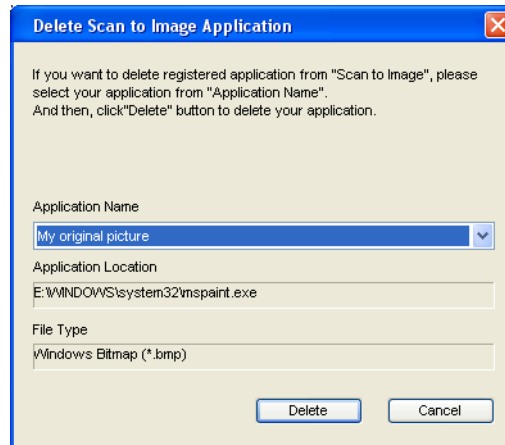 Delete Scan to Image Application
If you want to delete registered application from "Scan to Image", please
select your application from "Application Name".
And then, click"Delete" button to delete your application.
Application Name
My original picture
Application Location
E:\WINDOWS\system32\mspaint.exe
File Type
Windows Bitmap (*.bmp)
Delete Cancel